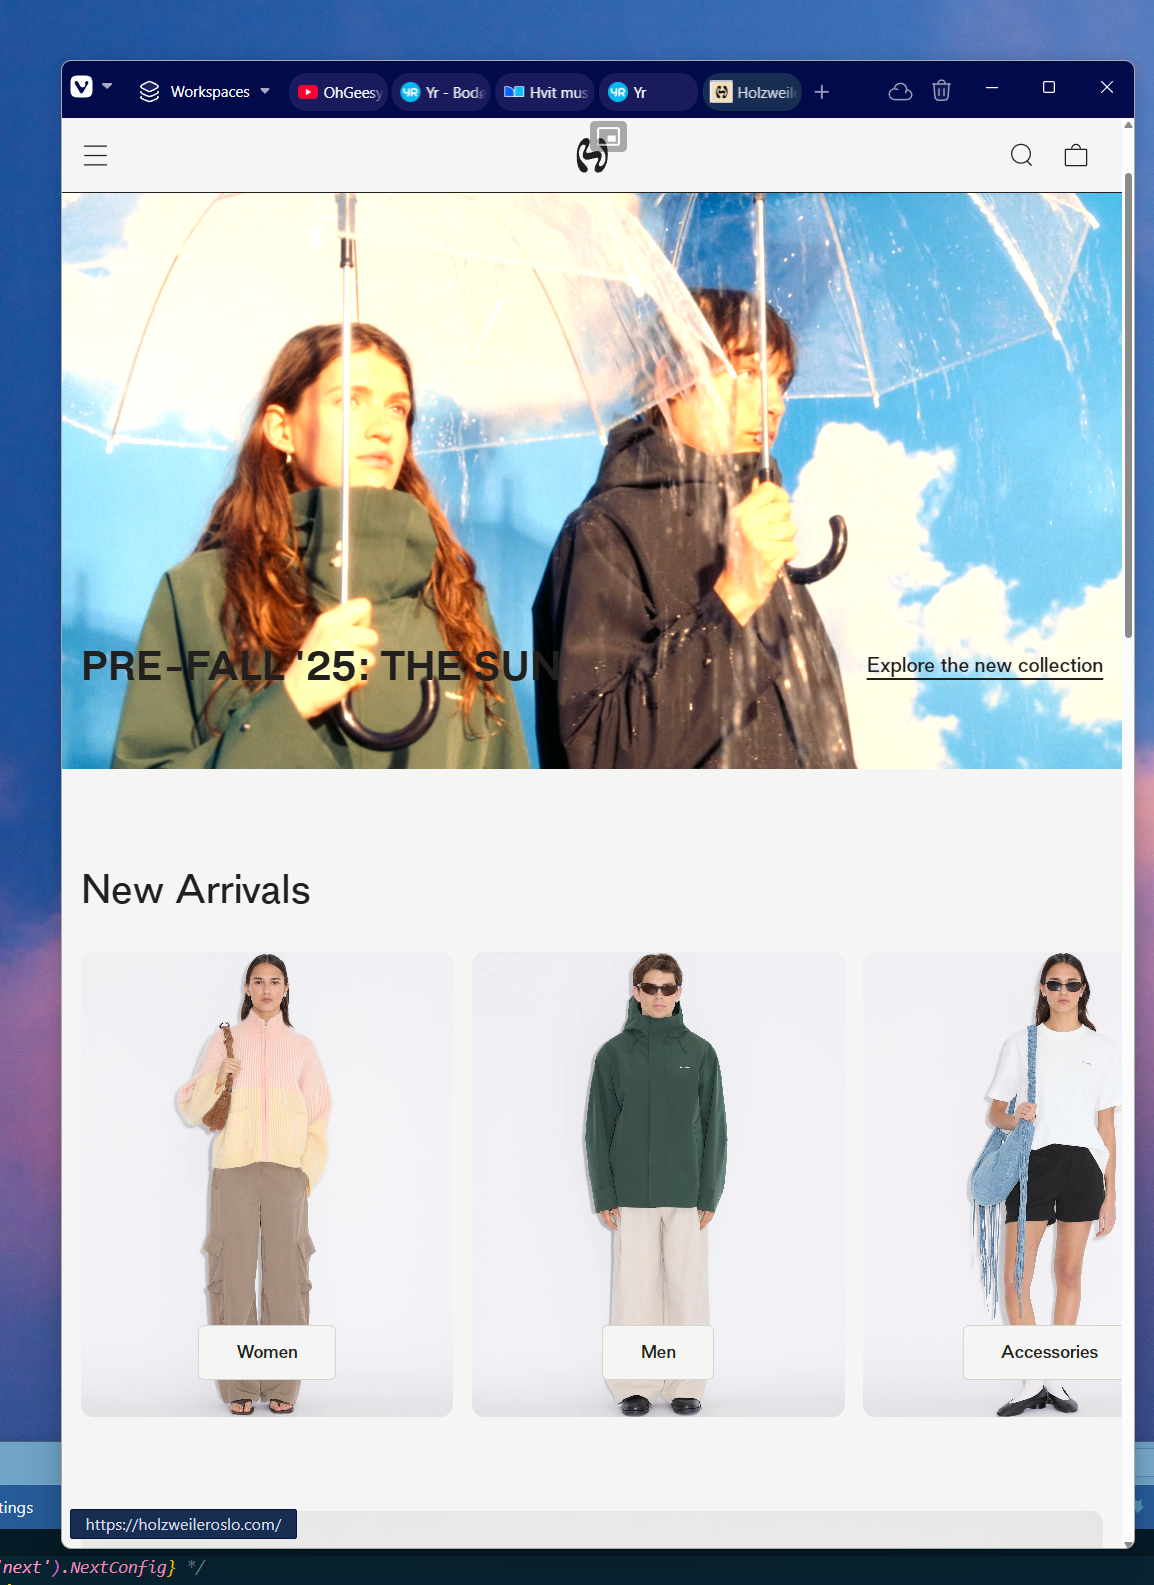 Workspaces
OhGeesy
Yr - Bodø
Hvit mus
Yr
Holzweile
PRE-FALL '25: THE SUN
Explore the new collection
New Arrivals
Women
Men
Accessories
tings
https://holzweileroslo.com/
'next').NextConfig} */